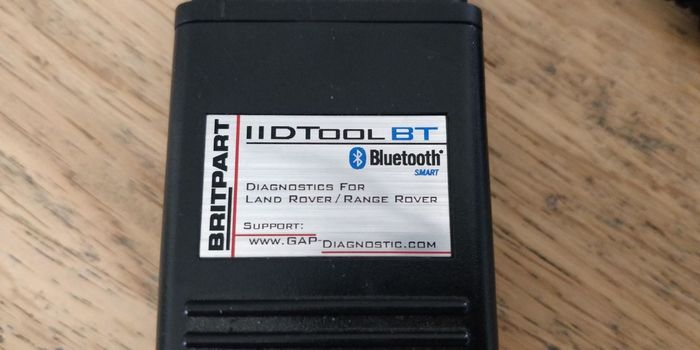 BRITPART
IIDTOOL BT
Bluetooth
SMART
DIAGNOSTICS FOR
LAND ROVER/RANGE ROVER
SUPPORT:
WWW.GAP-DIAGNOSTIC.COM